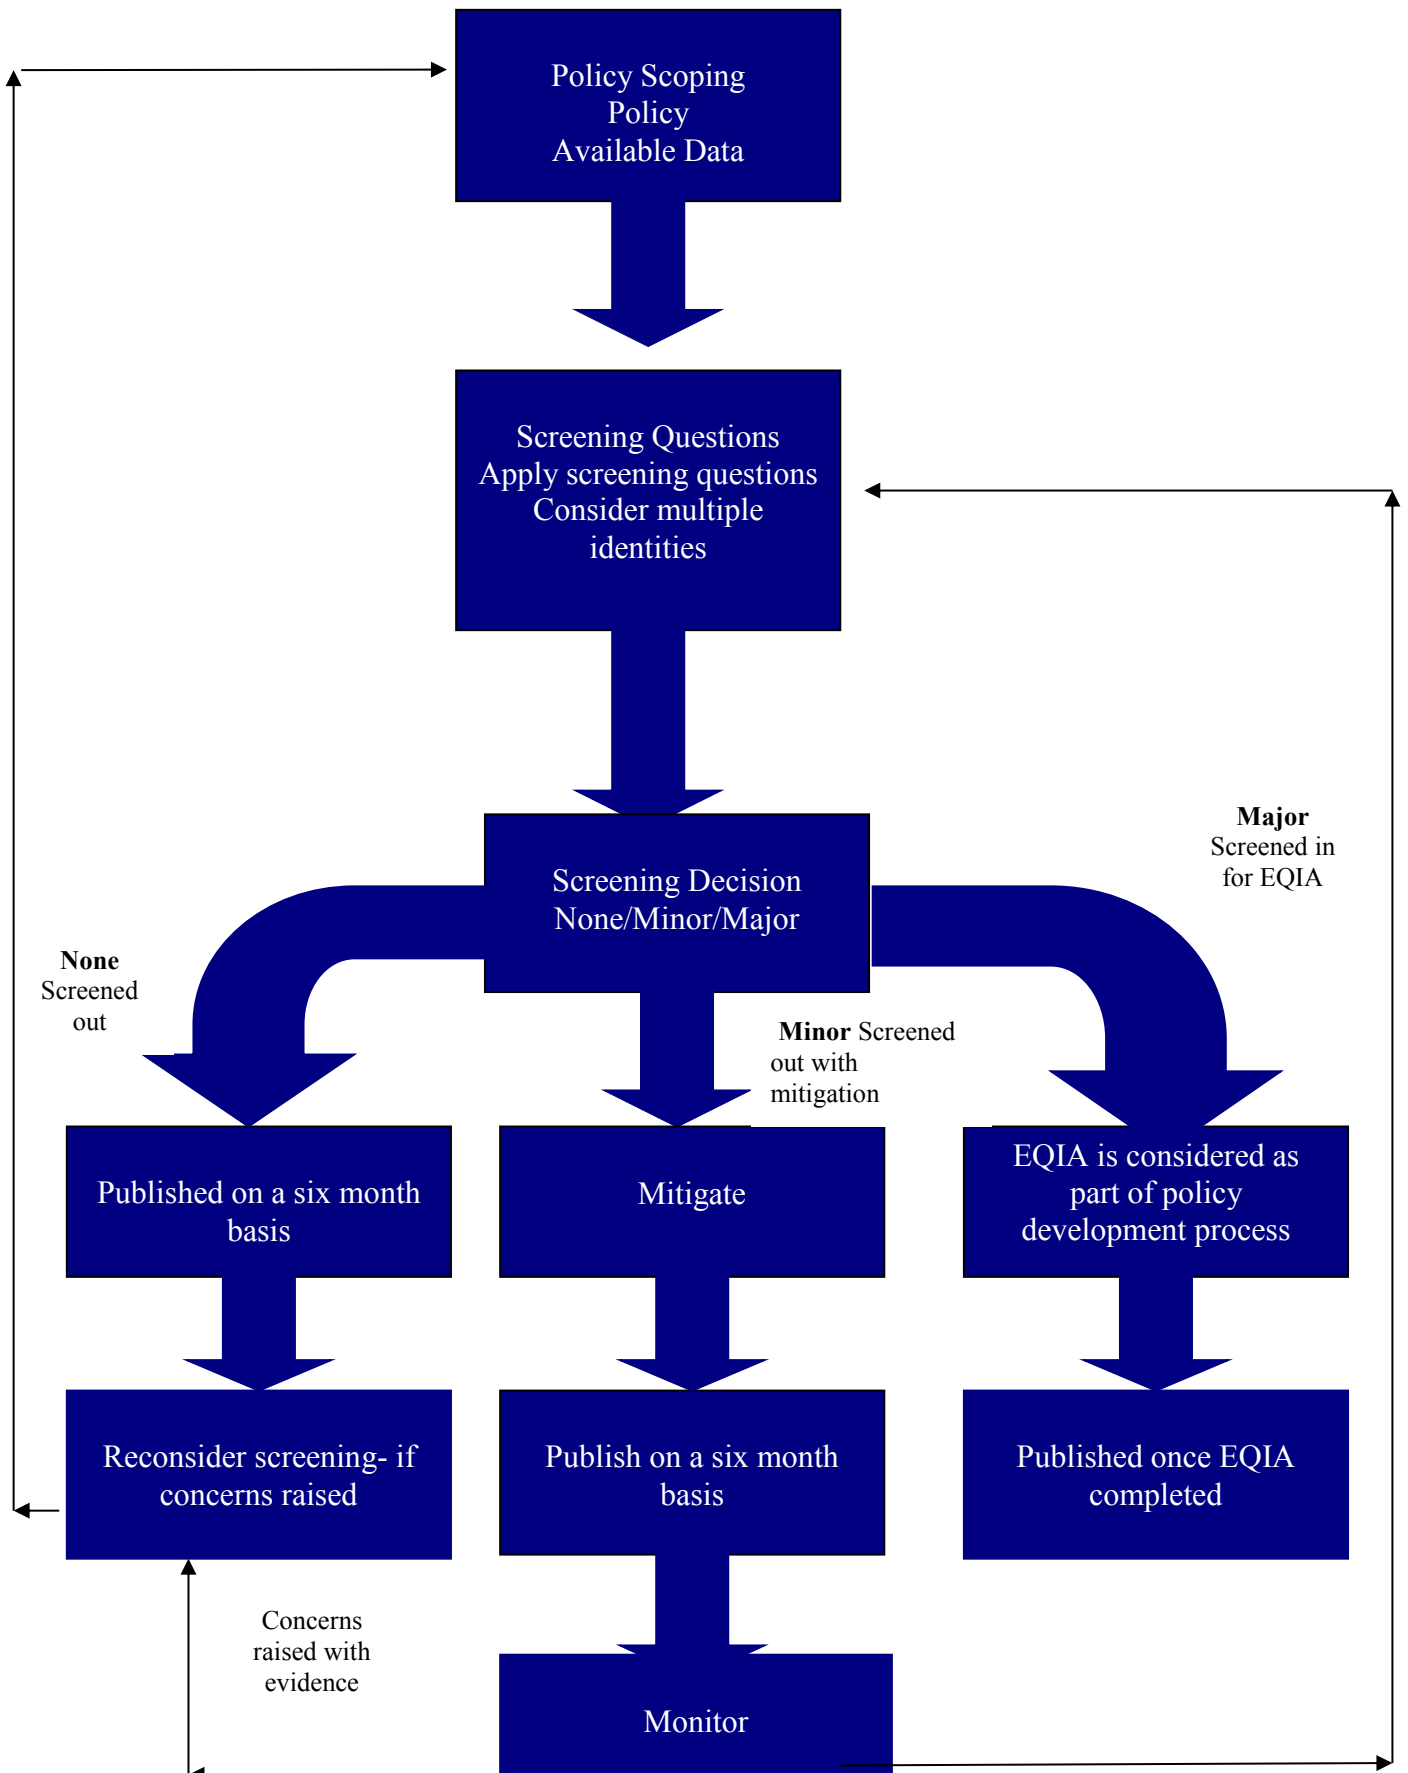 Policy Scoping
Policy
Available Data
Screening Questions
Apply screening questions
Consider multiple
identities
Major
Screened in
for EQIA
Screening Decision
None/Minor/Major
None
Screened
out
Minor Screened
out with
mitigation
Published on a six month
basis
Mitigate
EQIA is considered as
part of policy
development process
Reconsider screening- if
concerns raised
Publish on a six month
basis
Published once EQIA
completed
Concerns
raised with
evidence
Monitor